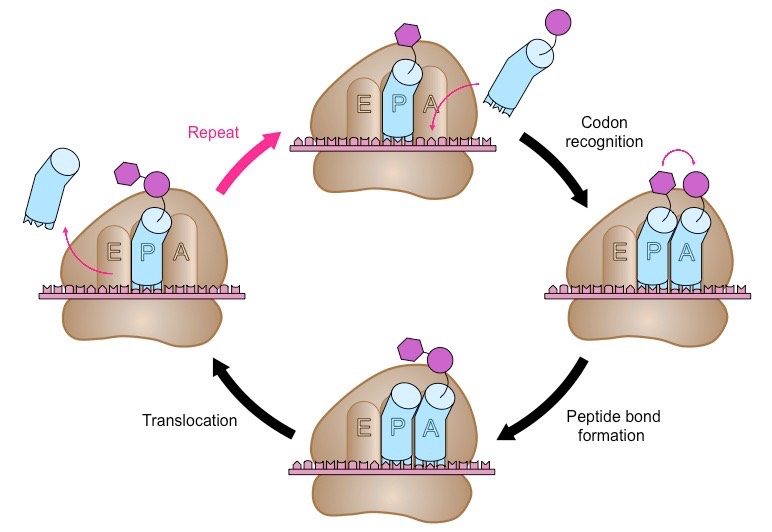 E P A
Codon
recognition
Repeat
E P A
E P A
Peptide bond
formation
Translocation
E P A